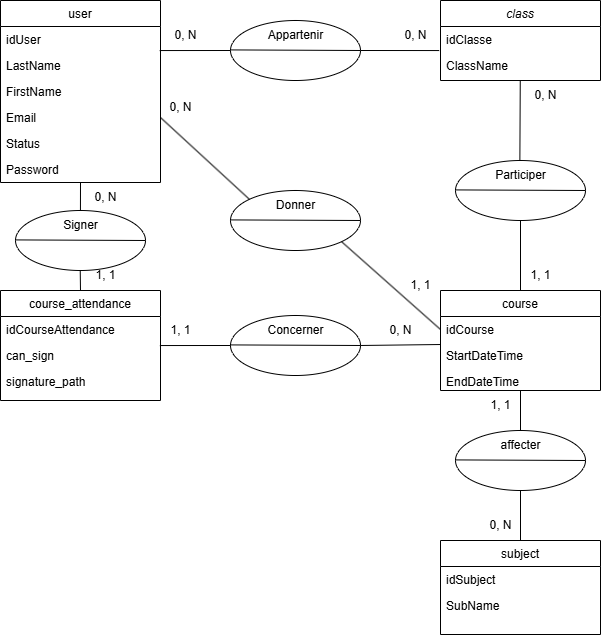 user
idUser
LastName
FirstName
Email
Status
Password
0, N
Appartenir
0, N
class
idClasse
ClassName
0, N
Participer
1, 1
0, N
Donner
1, 1
0, N
Signer
1, 1
course_attendance
idCourseAttendance
can_sign
signature_path
1, 1
Concerner
0, N
course
idCourse
StartDateTime
EndDateTime
1, 1
affecter
0, N
subject
idSubject
SubName